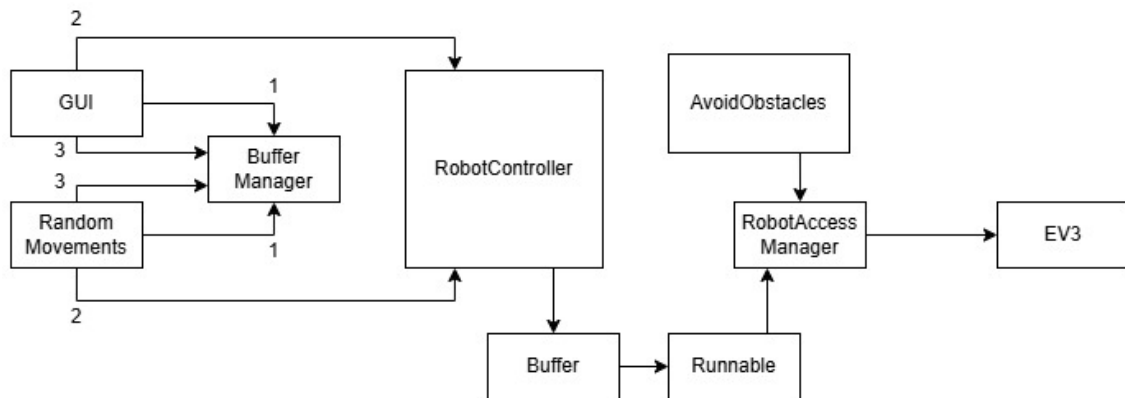 2
GUI
1
3
Buffer
Manager
3
Random
Movements
1
2
RobotController
AvoidObstacles
RobotAccess
Manager
EV3
Buffer
Runnable